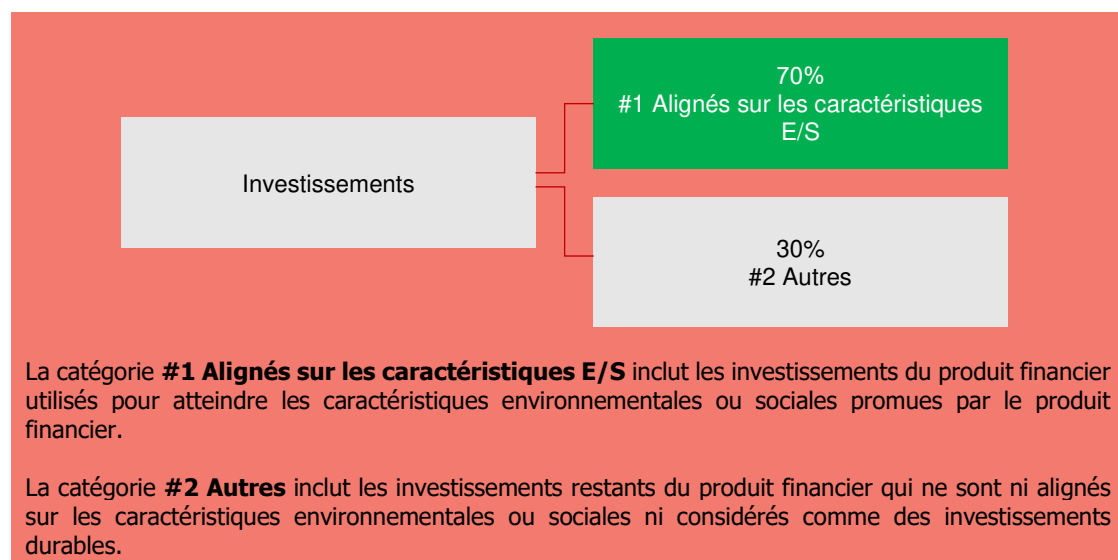 70%
#1 Alignés sur les caractéristiques
E/S
Investissements
30%
#2 Autres
La catégorie #1 Alignés sur les caractéristiques E/S inclut les investissements du produit financier
utilisés pour atteindre les caractéristiques environnementales ou sociales promues par le produit
financier.
La catégorie #2 Autres inclut les investissements restants du produit financier qui ne sont ni alignés
sur les caractéristiques environnementales ou sociales ni considérés comme des investissements
durables.